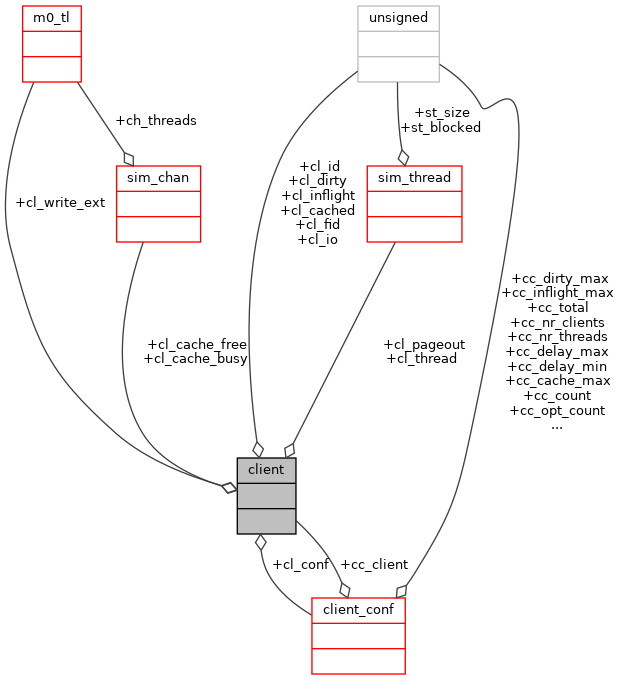 m0_tl
unsigned
+ch_threads
+st_size
+st_blocked
sim_chan
sim_thread
+cl_write_ext
+cl_id
+cl_dirty
+cl_inflight
+cl_cached
+cl_fid
+cl_io
+cc_dirty_max
+cc_inflight_max
+cc_total
+cc_nr_clients
+cc_nr_threads
+cc_delay_max
+cc_delay_min
+cc_cache_max
+cc_count
+cc_opt_count
...
+cl_cache_free
+cl_cache_busy
+cl_pageout
+cl_thread
client
+cl_conf
+cc_client
client_conf